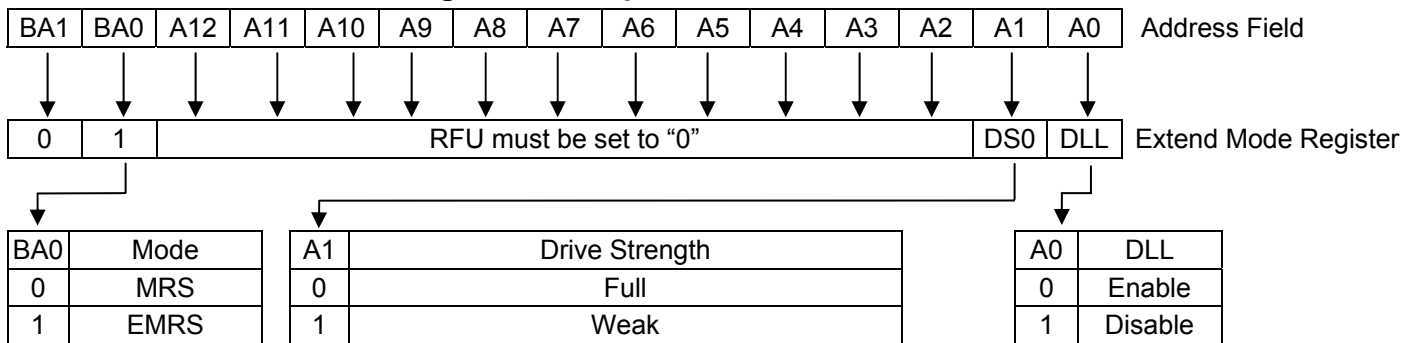 BA1 BA0 A12 A11 A10 A9 A8 A7 A6 A5 A4 A3 A2 A1 A0 Address Field
0 1 RFU must be set to “0” DS0 DLL Extend Mode Register
BA0 Mode A1 Drive Strength A0 DLL
0 MRS 0 Full 0 Enable
1 EMRS 1 Weak 1 Disable